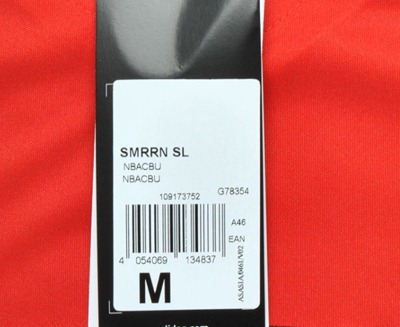 SMRRN SL
NBACBU
NBACBU
G78354
109173752
A46
EAN
4 054069 134837
M